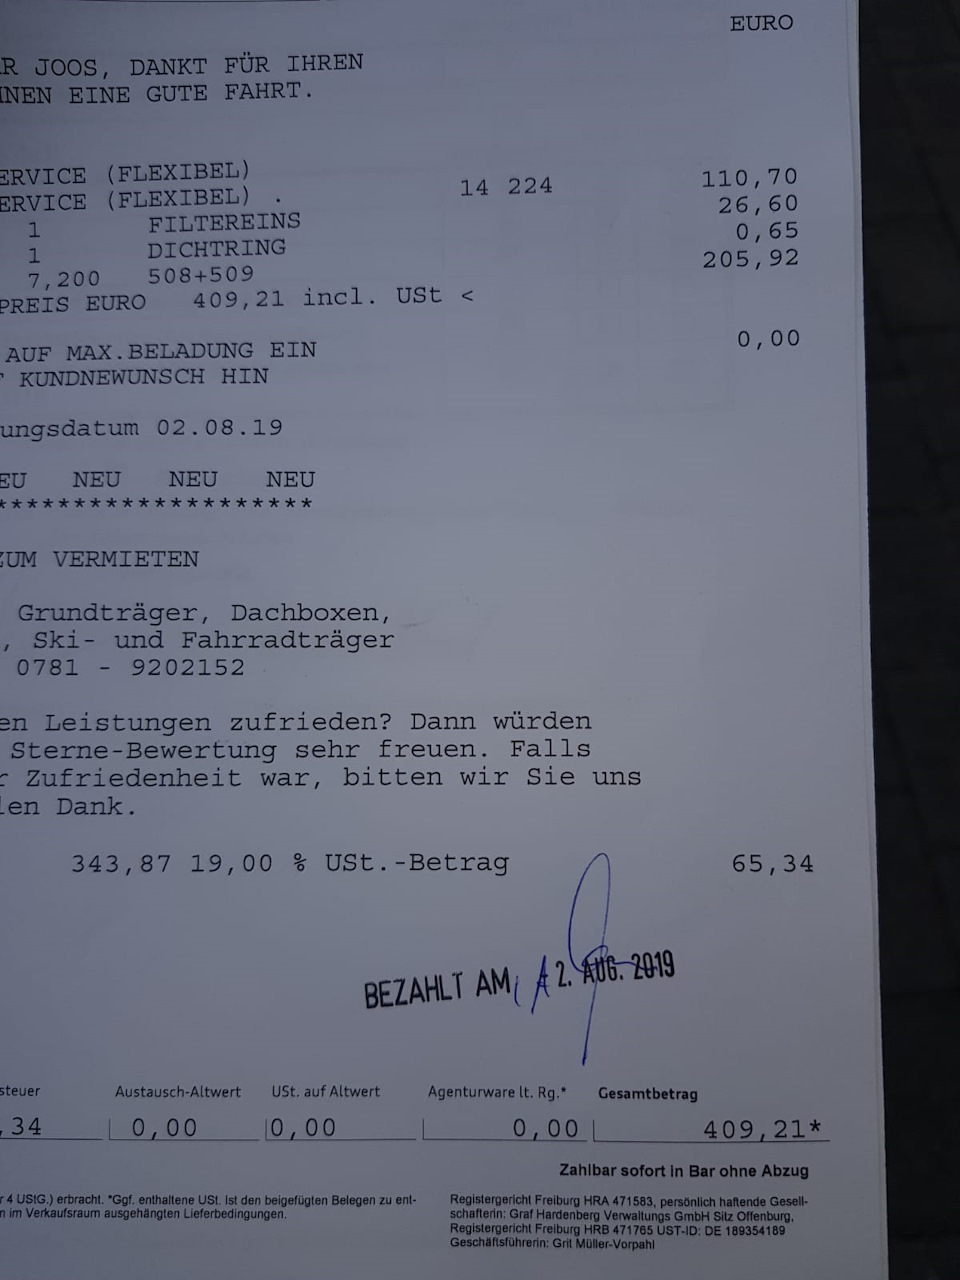 EURO
R JOOS, DANKT FÜR IHREN
NEN EINE GUTE FAHRT.
ERVICE (FLEXIBEL) 14 224 110,70
ERVICE (FLEXIBEL) . 26,60
1 FILTEREINS 0,65
1 DICHTRING 205,92
7,200 508+509
PREIS EURO 409,21 incl. USt <
AUF MAX.BELADUNG EIN 0,00
KUNDNEWUNSCH HIN
ungsdatum 02.08.19
EU NEU NEU NEU
********************
ZUM VERMIETEN
Grundträger, Dachboxen,
, Ski- und Fahrradträger
0781 - 9202152
en Leistungen zufrieden? Dann würden
Sterne-Bewertung sehr freuen. Falls
r Zufriedenheit war, bitten wir Sie uns
len Dank.
343,87 19,00 % USt.-Betrag 65,34
BEZAHLT AM 2. AUG. 2019
steuer Austausch-Altwert USt. auf Altwert Agenturware lt. Rg.* Gesamtbetrag
,34 0,00 0,00 0,00 409,21*
Zahlbar sofort in Bar ohne Abzug
r 4 UStG.) erbracht. *Ggf. enthaltene USt. ist den beigefügten Belegen zu ent-
n im Verkaufsraum ausgehängten Lieferbedingungen.
Registergericht Freiburg HRA 471583, persönlich haftende Gesell-
schafterin: Graf Hardenberg Verwaltungs GmbH Sitz Offenburg,
Registergericht Freiburg HRB 471765 UST-ID: DE 189354189
Geschäftsführerin: Grit Müller-Vorpahl